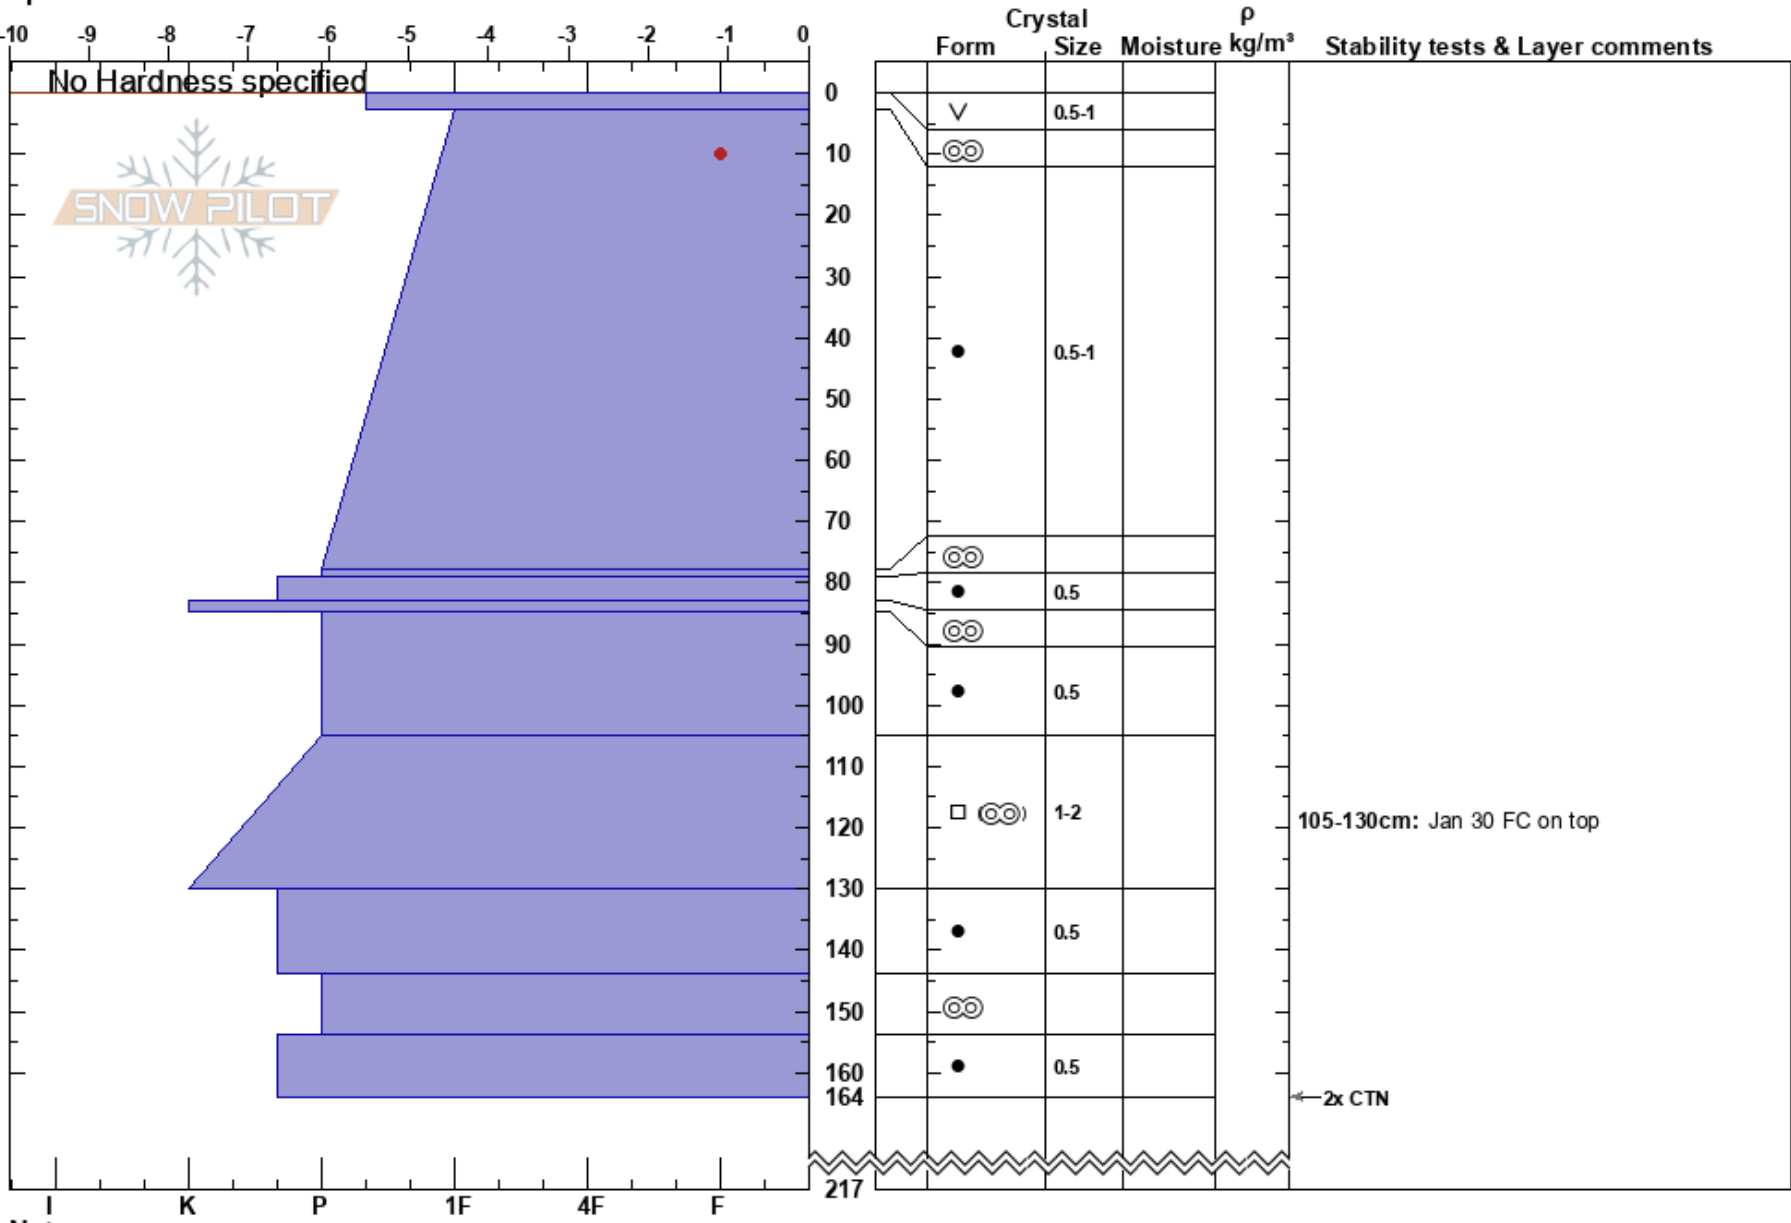 Crystal ρ
-10 -9 -8 -7 -6 -5 -4 -3 -2 -1 0 Form Size Moisture kg/m³ Stability tests & Layer comments
No Hardness specified
0 0.5-1
10
SNOW PILOT
20
30
40 0.5-1
50
60
70
80 0.5
90
100 0.5
110
120 1-2 105-130cm: Jan 30 FC on top
130
140 0.5
150
160 0.5
164 2x CTN
217
I K P 1F 4F F